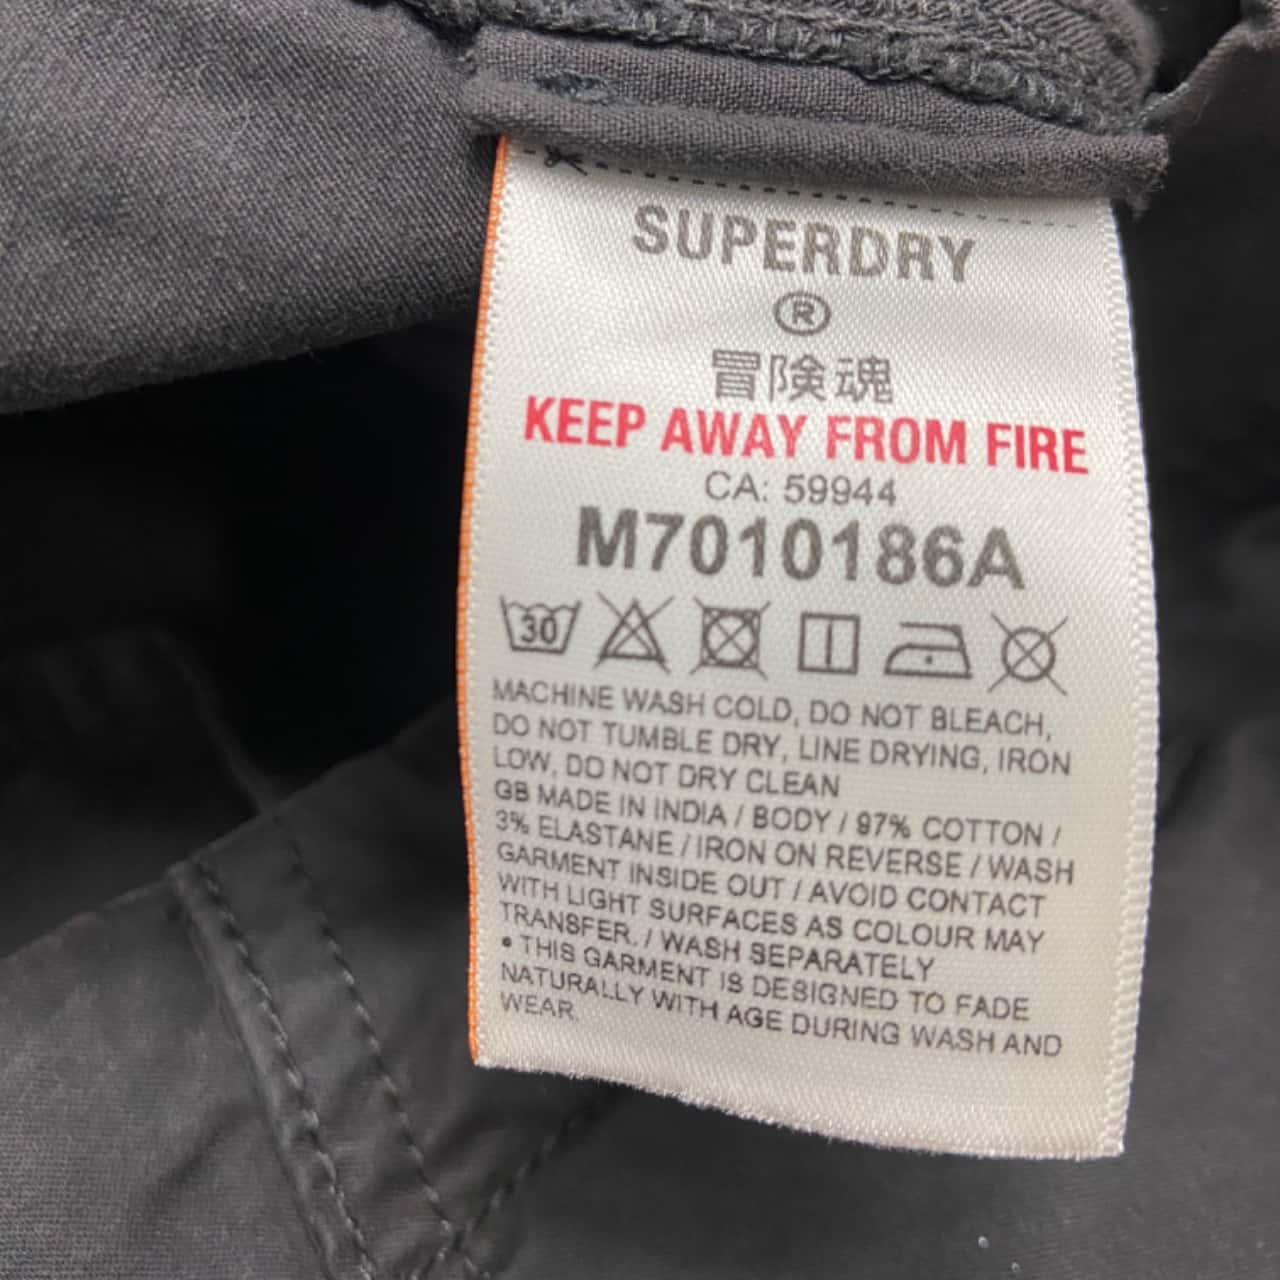 SUPERDRY
®
冒険魂
KEEP AWAY FROM FIRE
CA: 59944
M7010186A
30
MACHINE WASH COLD, DO NOT BLEACH,
DO NOT TUMBLE DRY, LINE DRYING, IRON
LOW, DO NOT DRY CLEAN
GB MADE IN INDIA / BODY / 97% COTTON /
3% ELASTANE / IRON ON REVERSE / WASH
GARMENT INSIDE OUT / AVOID CONTACT
WITH LIGHT SURFACES AS COLOUR MAY
TRANSFER. / WASH SEPARATELY
• THIS GARMENT IS DESIGNED TO FADE
NATURALLY WITH AGE DURING WASH AND
WEAR.